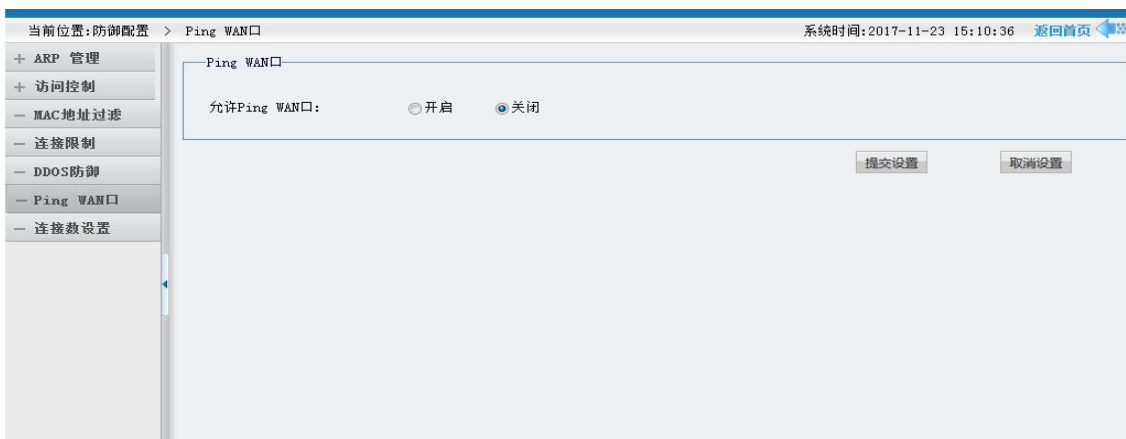 当前位置:防御配置 > Ping WAN口 系统时间:2017-11-23 15:10:36 返回首页
+ ARP 管理
+ 访问控制
— MAC地址过滤
— 连接限制
— DDOS防御
— Ping WAN口
— 连接数设置
Ping WAN口
允许Ping WAN口: 开启 关闭
提交设置 取消设置